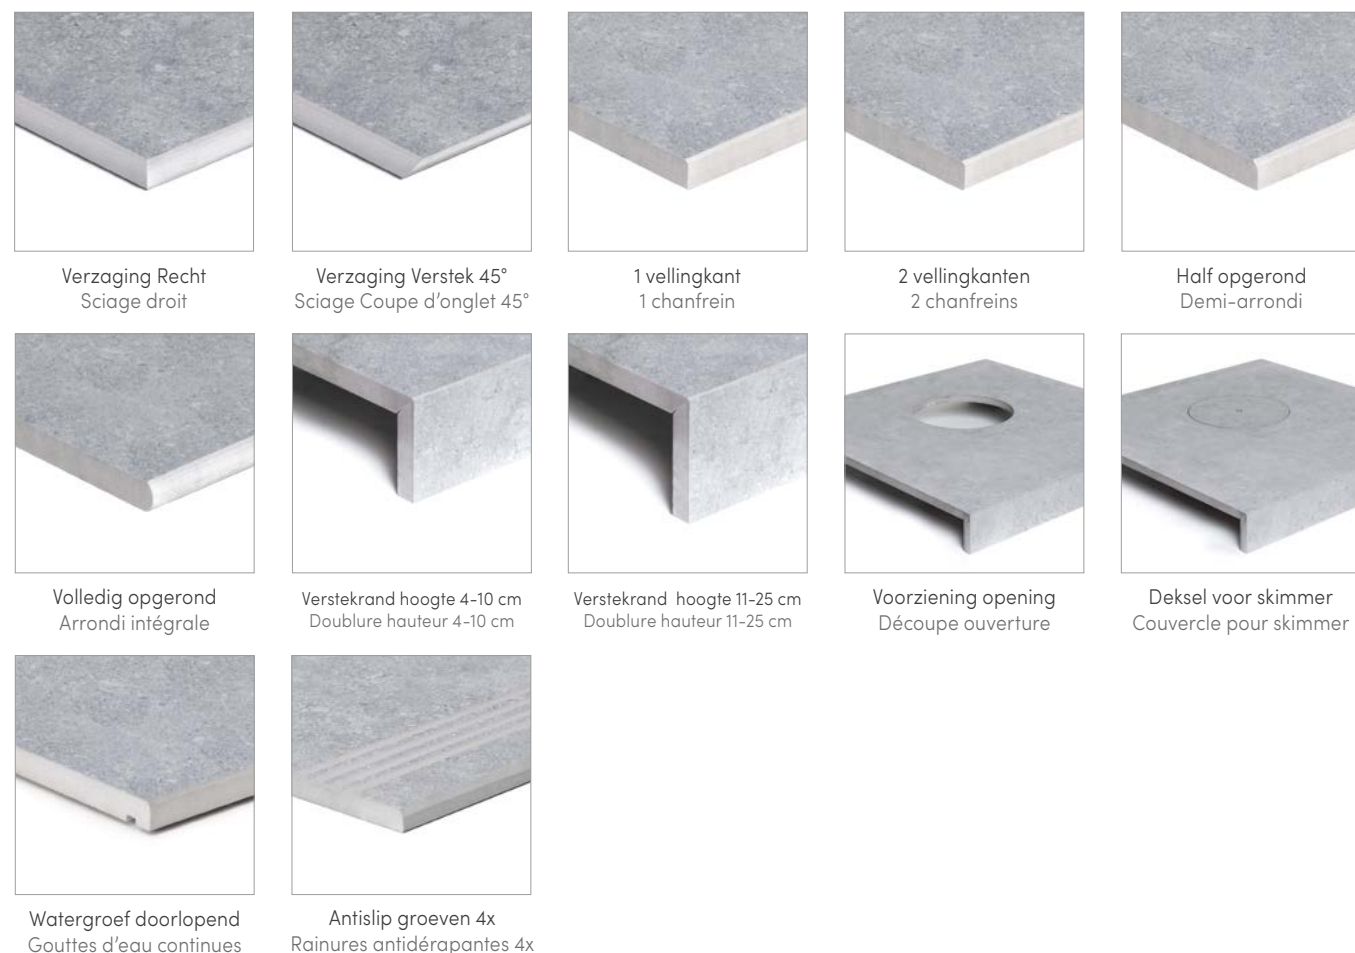 Verzaging Recht
Sciage droit
Verzaging Verstek 45°
Sciage Coupe d’onglet 45°
1 vellingkant
1 chanfrein
2 vellingkanten
2 chanfreins
Half opgerond
Demi-arrondi
Volledig opgerond
Arrondi intégrale
Verstekrand hoogte 4-10 cm
Doublure hauteur 4-10 cm
Verstekrand hoogte 11-25 cm
Doublure hauteur 11-25 cm
Voorziening opening
Découpe ouverture
Deksel voor skimmer
Couvercle pour skimmer
Watergroef doorlopend
Gouttes d’eau continues
Antislip groeven 4x
Rainures antidérapantes 4x